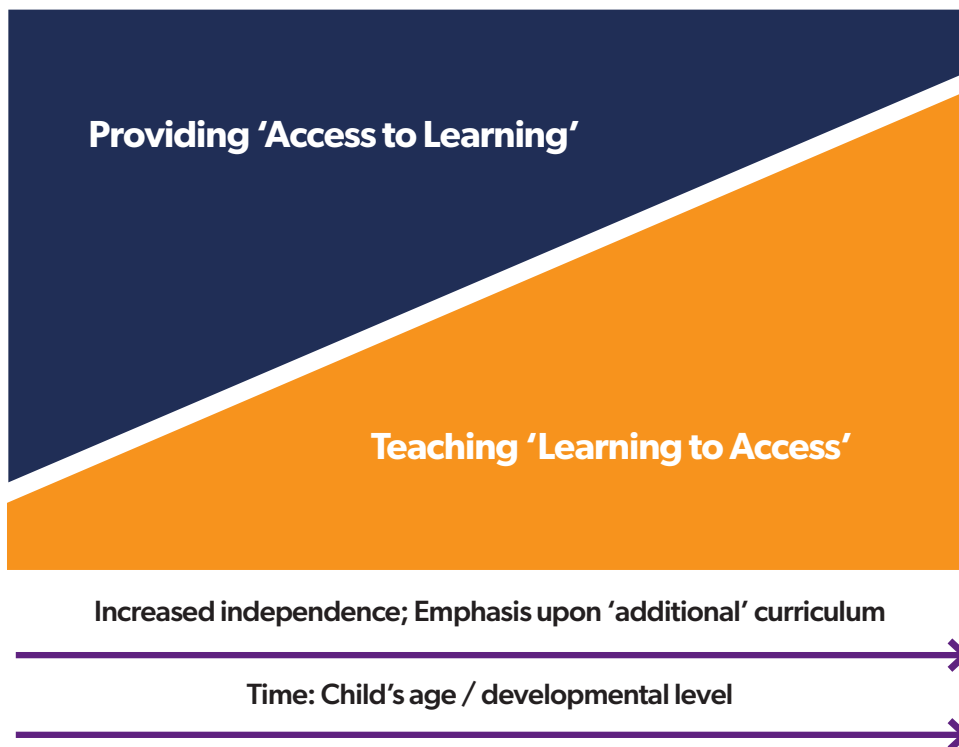 Providing ‘Access to Learning’
Teaching ‘Learning to Access’
Increased independence; Emphasis upon ‘additional’ curriculum
Time: Child’s age / developmental level